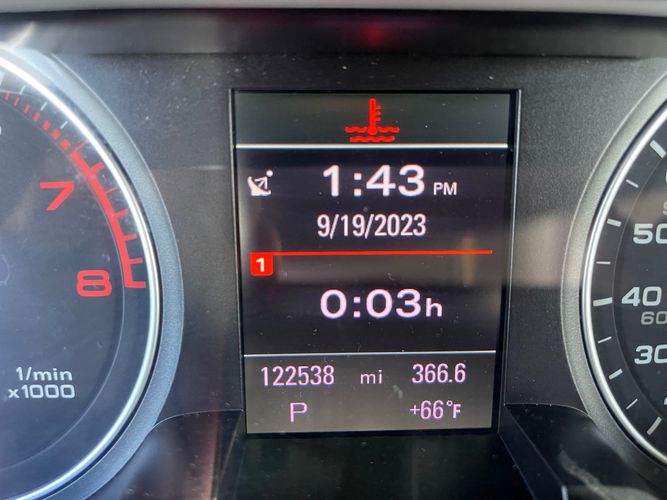 7
8
1/min
x1000
1:43 PM
9/19/2023
1
0:03h
122538 mi 366.6
P +66°F
50
40
60
30